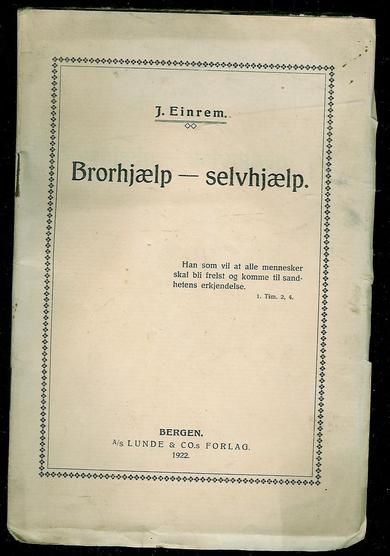 J. Einrem.
Brorhjælp — selvhjælp.
Han som vil at alle mennesker
skal bli frelst og komme til sand-
hetens erkjendelse.
1. Tim. 2, 4.
BERGEN.
A/s LUNDE & CO.s FORLAG.
1922.